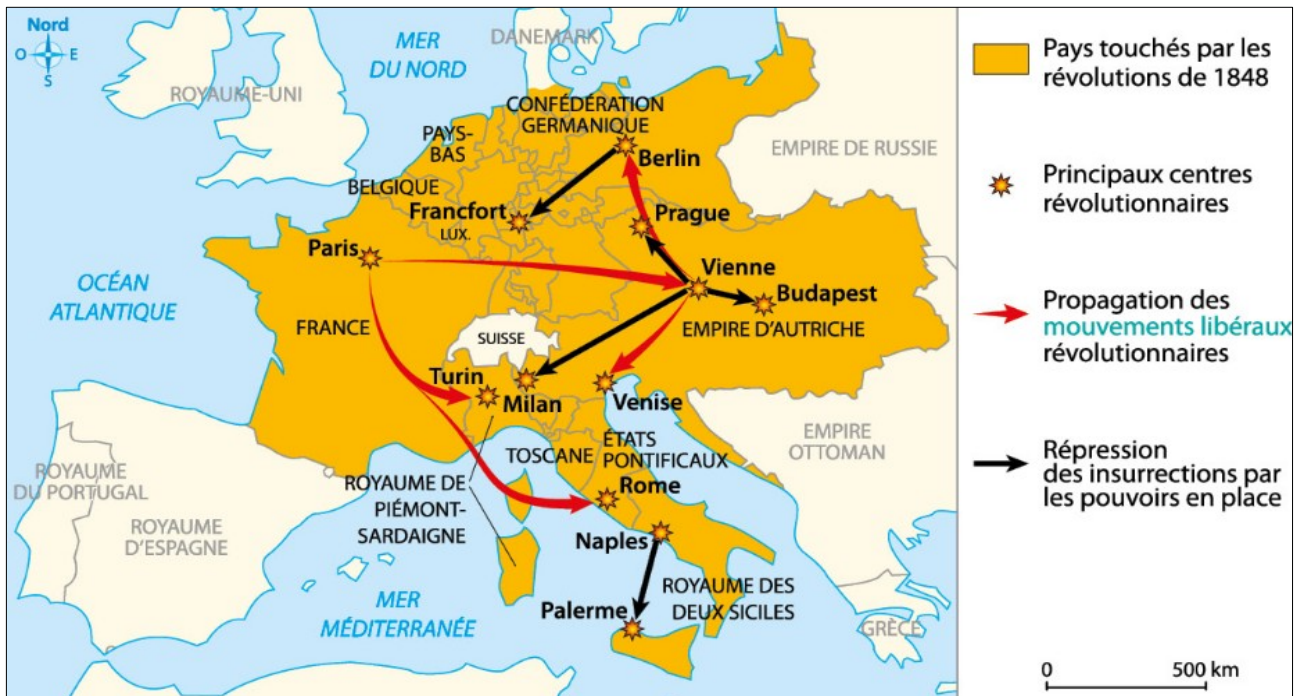 Nord
O
E
S
MER
DU NORD
DANEMARK
ROYAUME-UNI
CONFÉDÉRATION
GERMANIQUE
PAYS-
BAS
Berlin
EMPIRE DE RUSSIE
BELGIQUE
Francfort
LUX.
Prague
Paris
Vienne
Budapest
OCÉAN
ATLANTIQUE
FRANCE
SUISSE
EMPIRE D'AUTRICHE
Turin
Milan
Venise
EMPIRE
OTTOMAN
TOSCANE
ÉTATS
PONTIFICAUX
ROYAUME
DU PORTUGAL
ROYAUME
D'ESPAGNE
ROYAUME DE
PIÉMONT-
SARDAIGNE
Rome
Naples
ROYAUME DES
DEUX SICILES
Palerme
MER
MÉDITERRANÉE
GRÈCE
Pays touchés par les
révolutions de 1848
Principaux centres
révolutionnaires
Propagation des
mouvements libéraux
révolutionnaires
Répression
des insurrections par
les pouvoirs en place
0 500 km